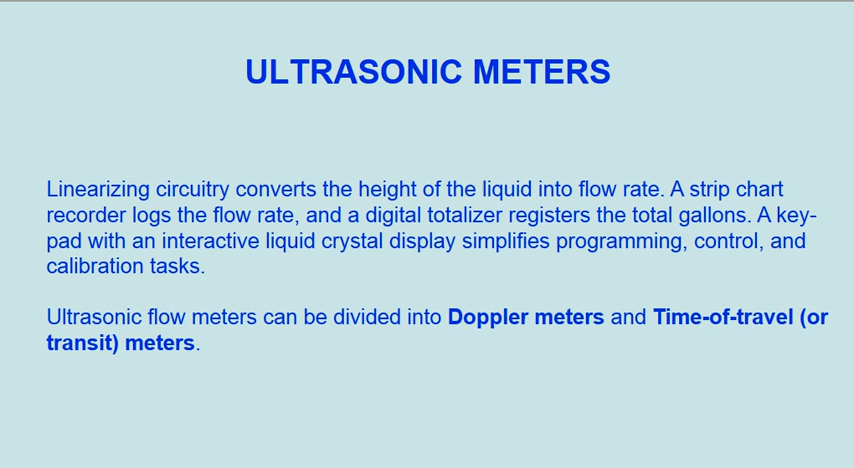 ULTRASONIC METERS
Linearizing circuitry converts the height of the liquid into flow rate. A strip chart
recorder logs the flow rate, and a digital totalizer registers the total gallons. A key-
pad with an interactive liquid crystal display simplifies programming, control, and
calibration tasks.
Ultrasonic flow meters can be divided into Doppler meters and Time-of-travel (or
transit) meters.